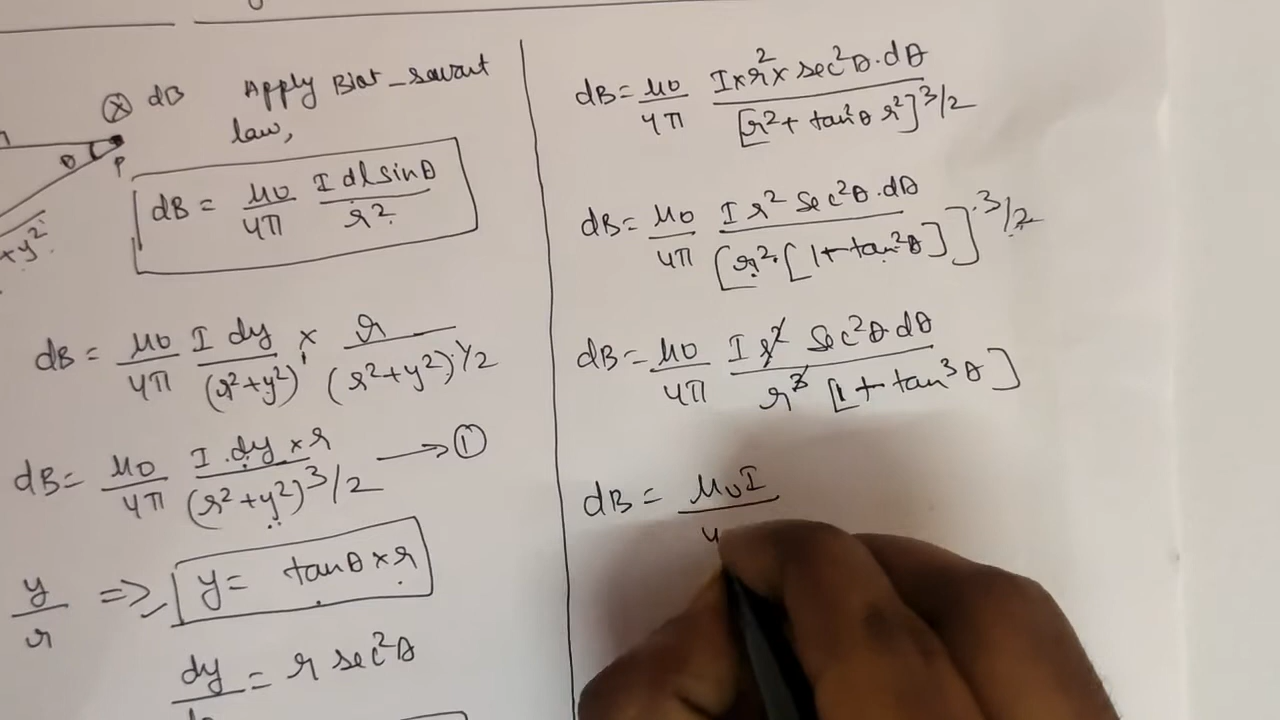 ⊗ dB Apply Biot-savart
law,
θ P
dB = μ0/4π I dl sinθ/r²
+y²
dB = μ0/4π I dy/(r²+y²) × r/(r²+y²)^1/2
dB = μ0/4π I.dy×r/(r²+y²)^3/2 → ①
y/r ⇒ y = tanθ×r
dy = r sec²θ
dB = μ0/4π I×r²×sec²θ.dθ/[r²+tan²θ r²]^3/2
dB = μ0/4π I r² Sec²θ.dθ/[r².[1+tan²θ]]^3/2
dB = μ0/4π I r² Sec²θ dθ/r³ [1+tan³θ]
dB = μ0I/4